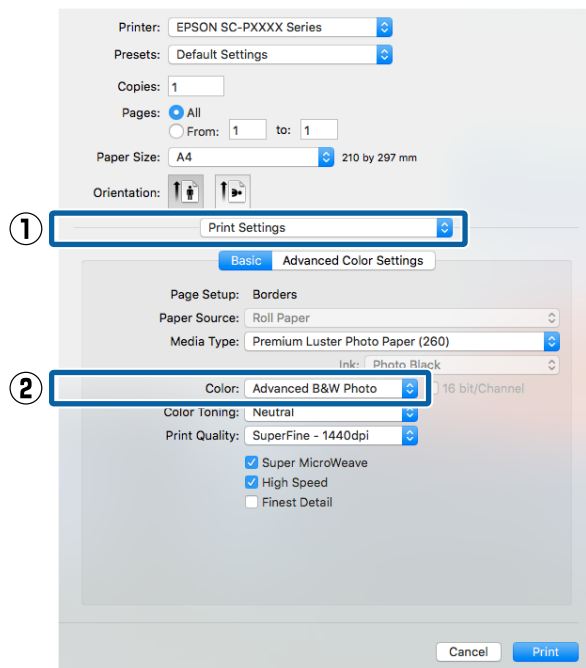 Printer: EPSON SC-PXXXX Series
Presets: Default Settings
Copies: 1
Pages: All
From: 1 to: 1
Paper Size: A4 210 by 297 mm
Orientation:
① Print Settings
Basic Advanced Color Settings
Page Setup: Borders
Paper Source: Roll Paper
Media Type: Premium Luster Photo Paper (260)
Ink: Photo Black
② Color: Advanced B&W Photo 16 bit/Channel
Color Toning: Neutral
Print Quality: SuperFine - 1440dpi
Super MicroWeave
High Speed
Finest Detail
Cancel Print